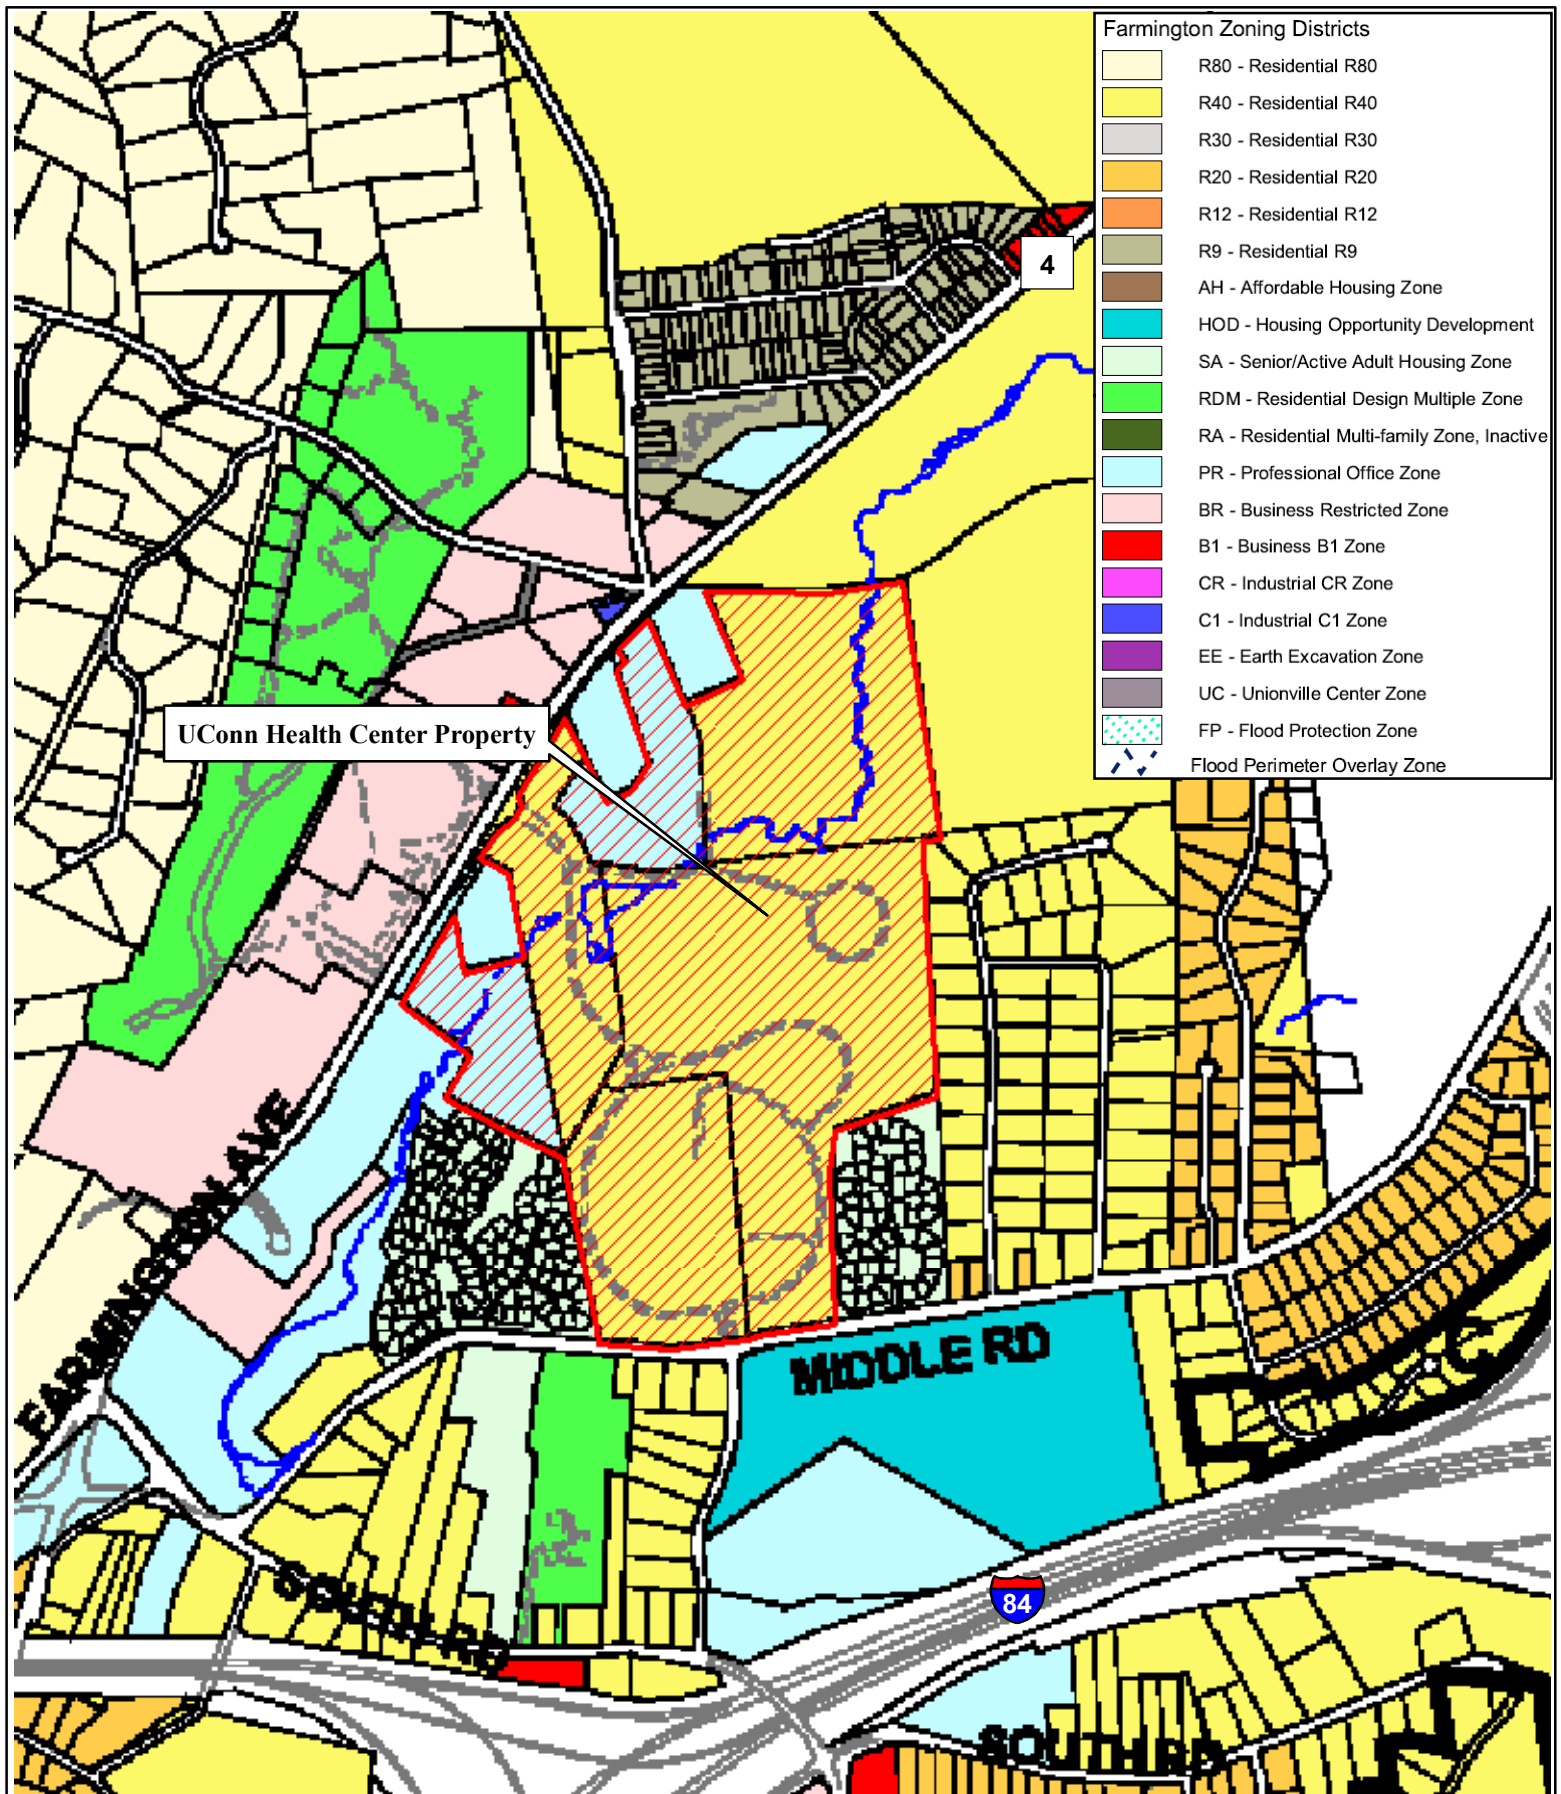 Farmington Zoning Districts
R80 - Residential R80
R40 - Residential R40
R30 - Residential R30
R20 - Residential R20
R12 - Residential R12
R9 - Residential R9
AH - Affordable Housing Zone
HOD - Housing Opportunity Development
SA - Senior/Active Adult Housing Zone
RDM - Residential Design Multiple Zone
RA - Residential Multi-family Zone, Inactive
PR - Professional Office Zone
BR - Business Restricted Zone
B1 - Business B1 Zone
CR - Industrial CR Zone
C1 - Industrial C1 Zone
EE - Earth Excavation Zone
UC - Unionville Center Zone
FP - Flood Protection Zone
Flood Perimeter Overlay Zone
4
UConn Health Center Property
FARMINGTON AVE
MIDDLE RD
84
SOUTH RD
SOUTH RD